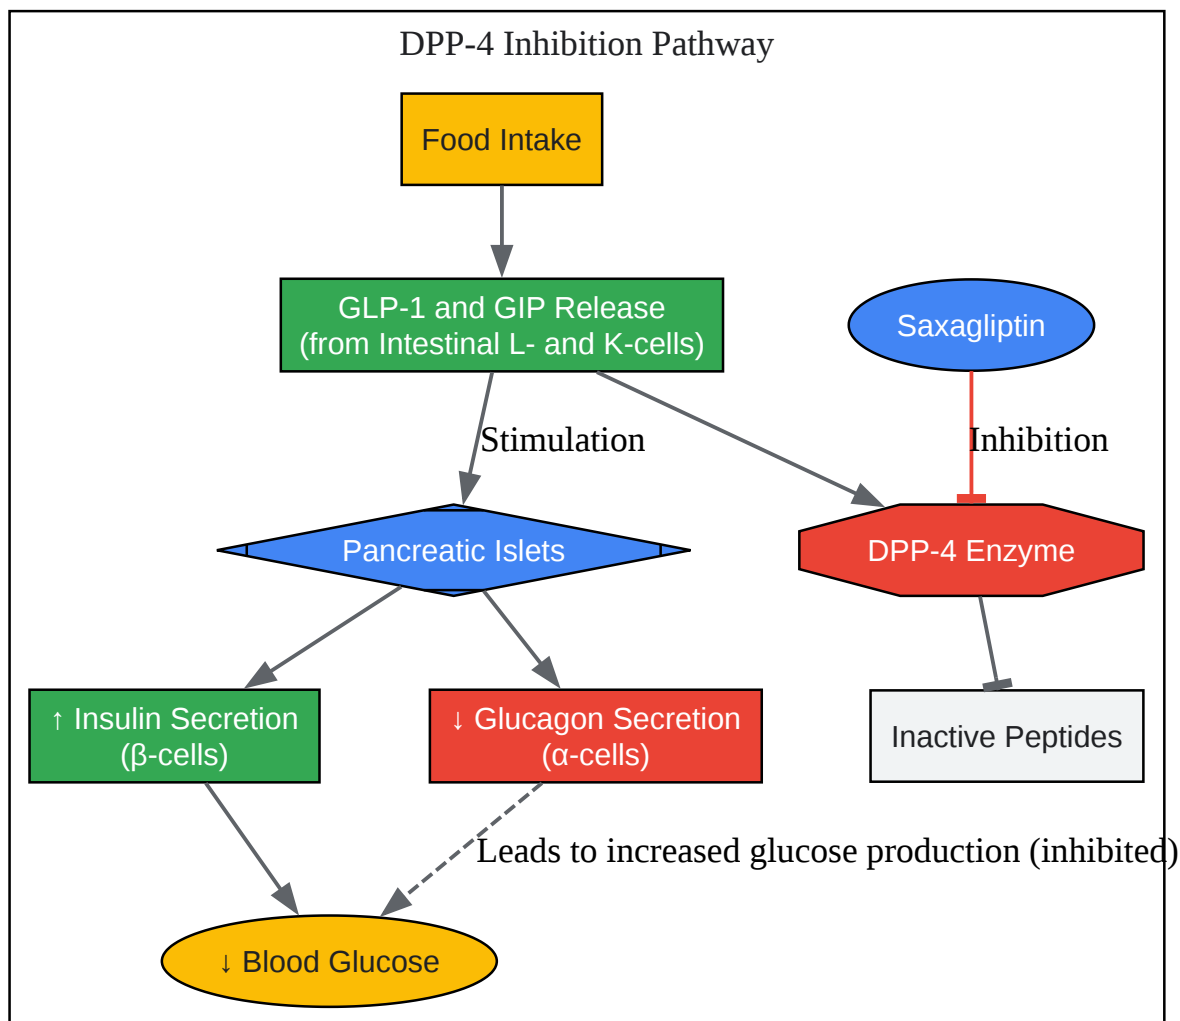 DPP-4 Inhibition Pathway
Food Intake
GLP-1 and GIP Release
(from Intestinal L- and K-cells)
Saxagliptin
Stimulation
Inhibition
Pancreatic Islets
DPP-4 Enzyme
↑ Insulin Secretion
(β-cells)
↓ Glucagon Secretion
(α-cells)
Inactive Peptides
Leads to increased glucose production (inhibited)
↓ Blood Glucose